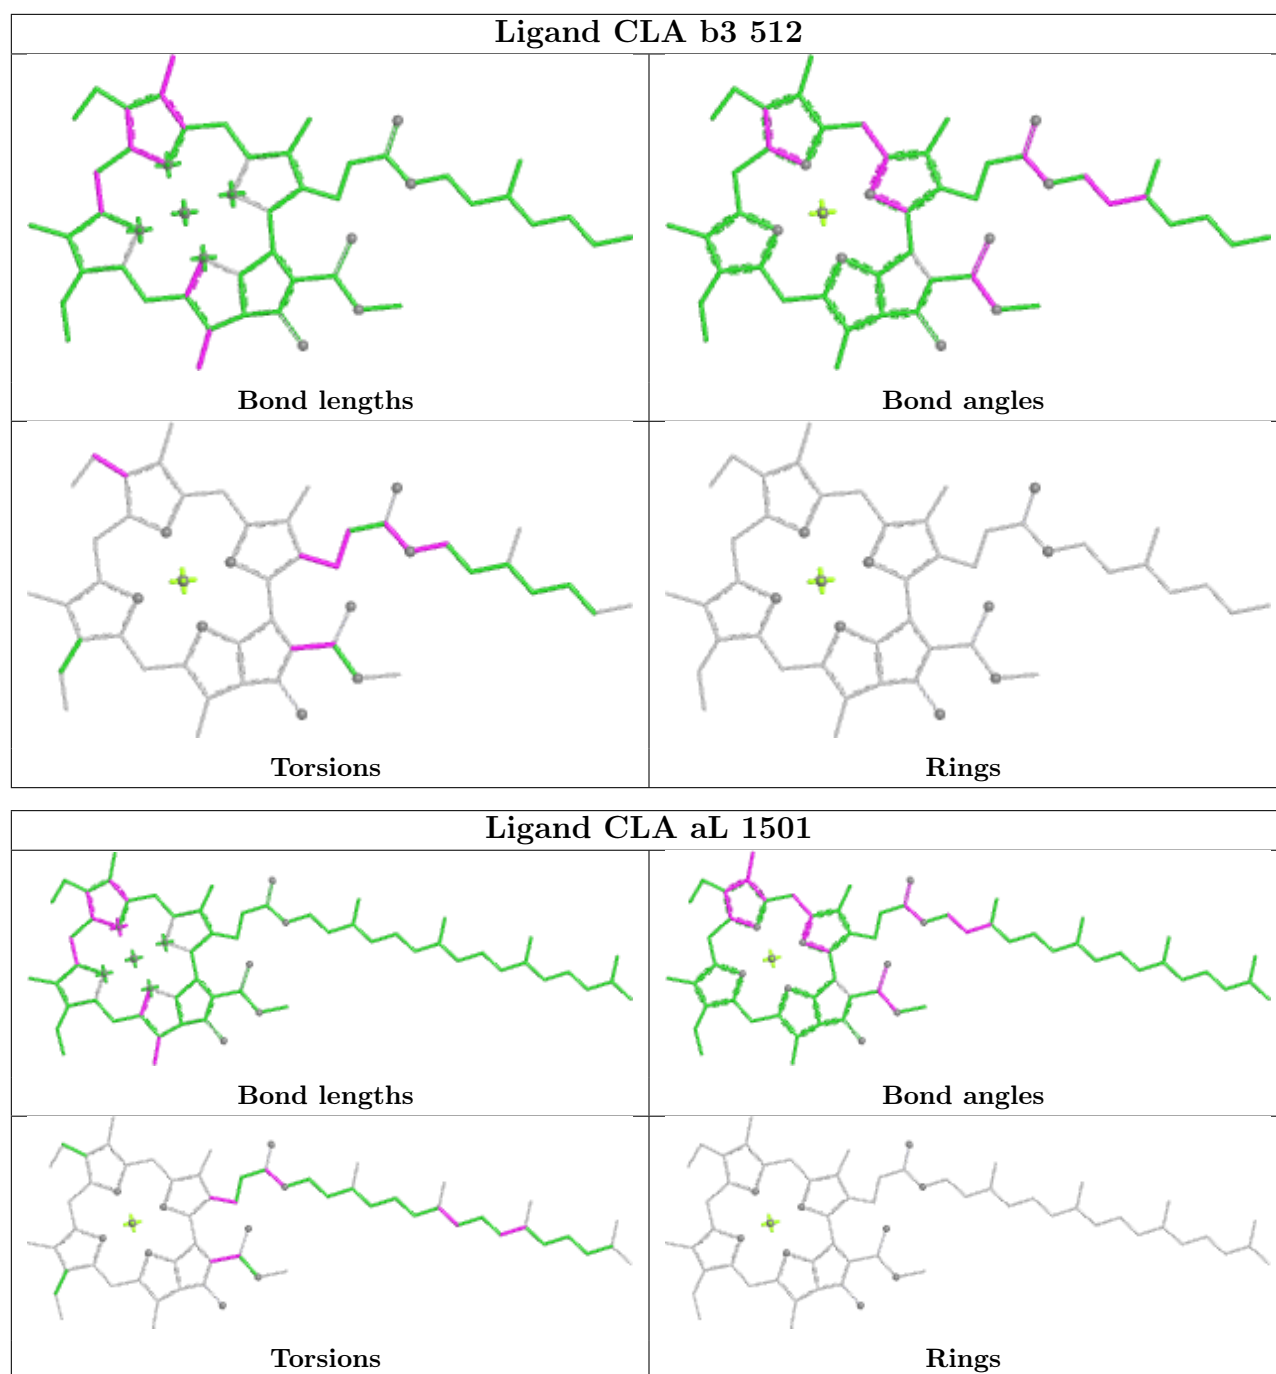 Ligand CLA b3 512
Bond lengths
Bond angles
Torsions
Rings
Ligand CLA aL 1501
Bond lengths
Bond angles
Torsions
Rings